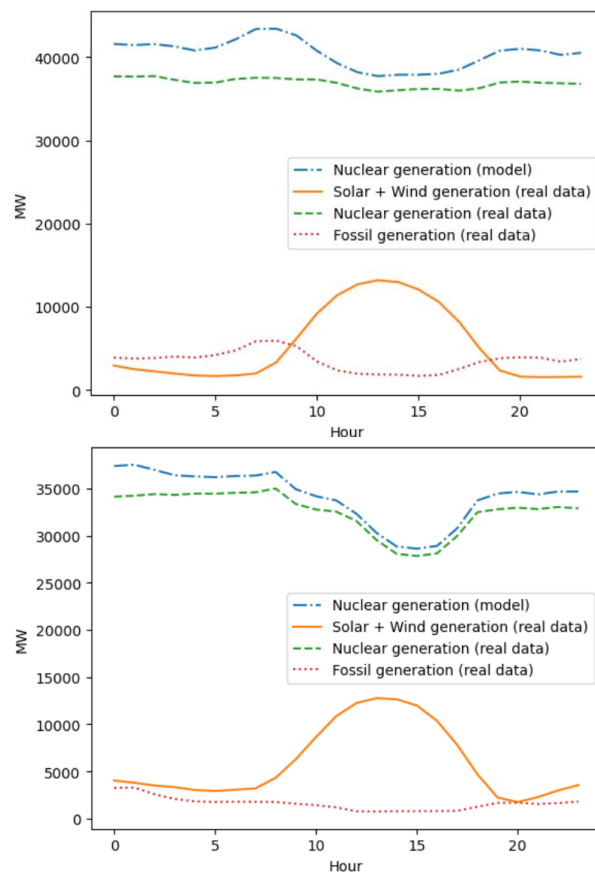 40000
30000
MW
20000
10000
0
Nuclear generation (model)
Solar + Wind generation (real data)
Nuclear generation (real data)
Fossil generation (real data)
0 5 10 15 20
Hour
35000
30000
25000
20000
MW
15000
10000
5000
0
Nuclear generation (model)
Solar + Wind generation (real data)
Nuclear generation (real data)
Fossil generation (real data)
0 5 10 15 20
Hour